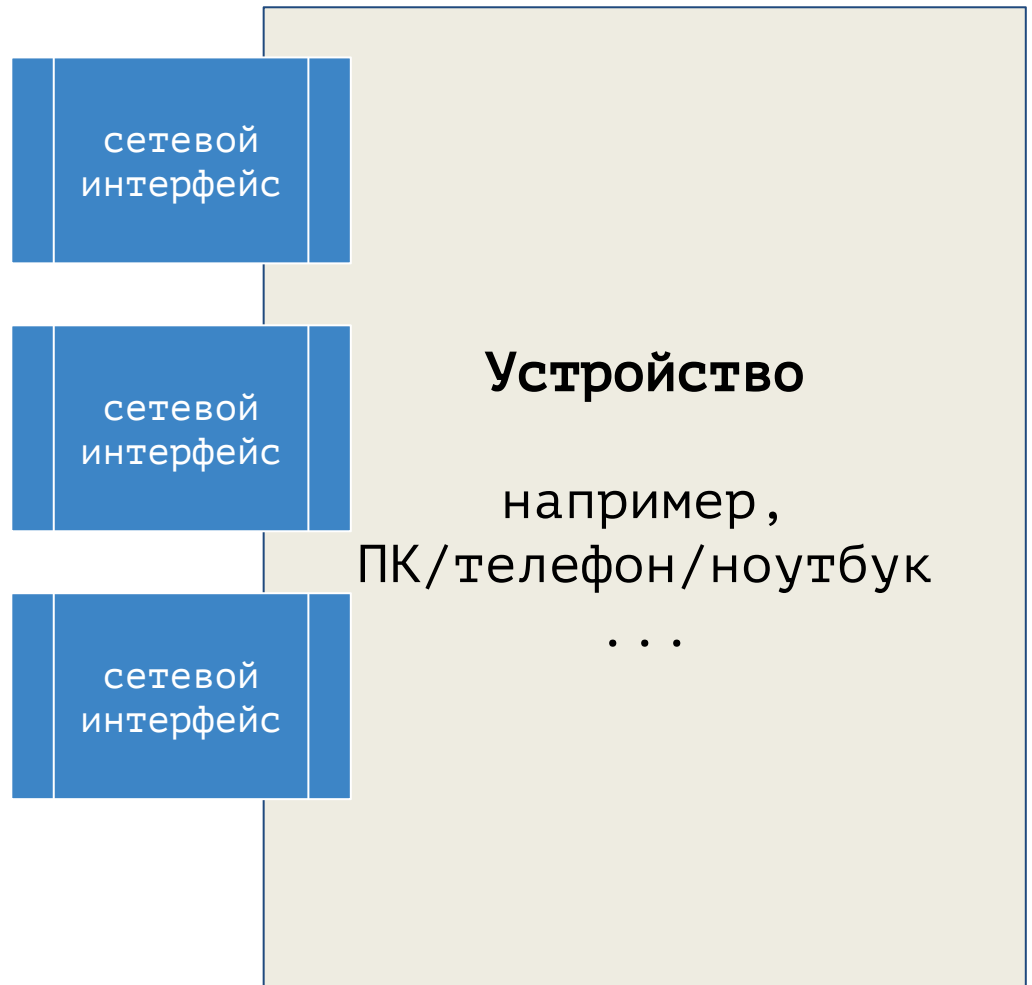 сетевой
интерфейс
сетевой
интерфейс
сетевой
интерфейс
Устройство
например,
ПК/телефон/ноутбук
...